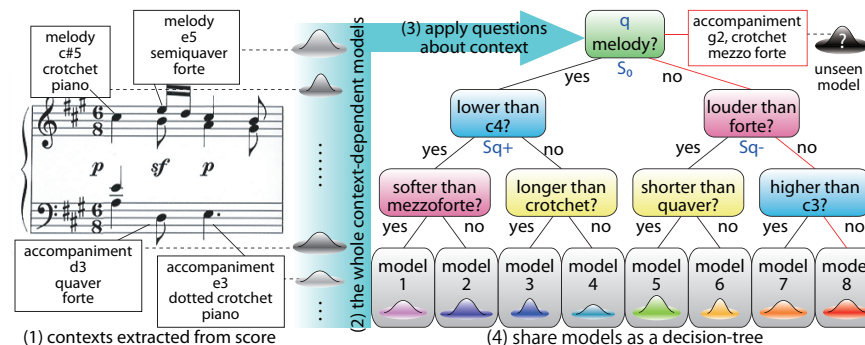 melody
c#5
crotchet
piano
melody
e5
semiquaver
forte
6
8
p
sf
p
6
8
accompaniment
d3
quaver
forte
accompaniment
e3
dotted crotchet
piano
(1) contexts extracted from score
(2) the whole context-dependent models
(3) apply questions
about context
q
melody?
S0
accompaniment
g2, crotchet
mezzo forte
?
unseen
model
yes
no
lower than
c4?
Sq+
louder than
forte?
Sq-
yes
no
yes
no
softer than
mezzoforte?
longer than
crotchet?
shorter than
quaver?
higher than
c3?
yes
no
yes
no
yes
no
yes
no
model
1
model
2
model
3
model
4
model
5
model
6
model
7
model
8
(4) share models as a decision-tree